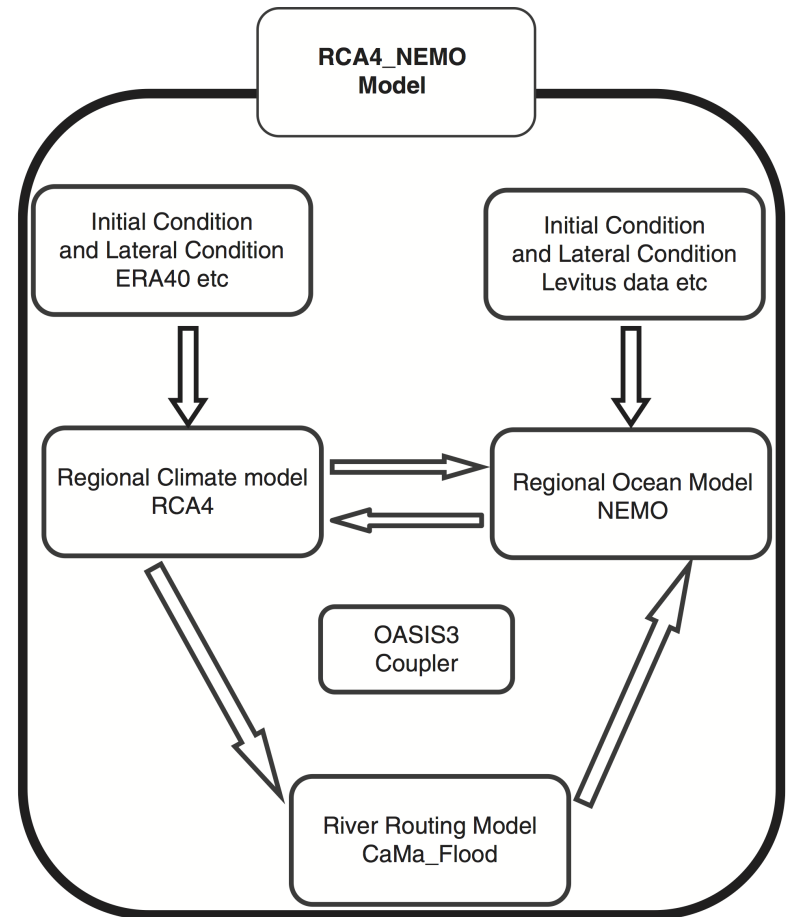 RCA4_NEMO
Model
Initial Condition
and Lateral Condition
ERA40 etc
Initial Condition
and Lateral Condition
Levitus data etc
Regional Climate model
RCA4
Regional Ocean Model
NEMO
OASIS3
Coupler
River Routing Model
CaMa_Flood